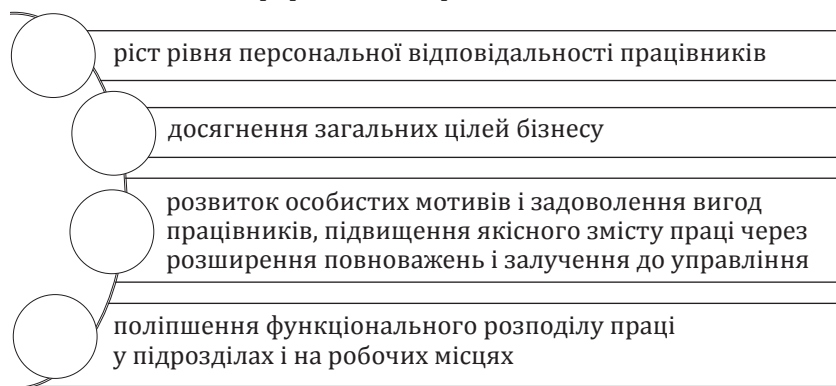 ріст рівня персональної відповідальності працівників
досягнення загальних цілей бізнесу
розвиток особистих мотивів і задоволення вигод
працівників, підвищення якісного змісту праці через
розширення повноважень і залучення до управління
поліпшення функціонального розподілу праці
у підрозділах і на робочих місцях